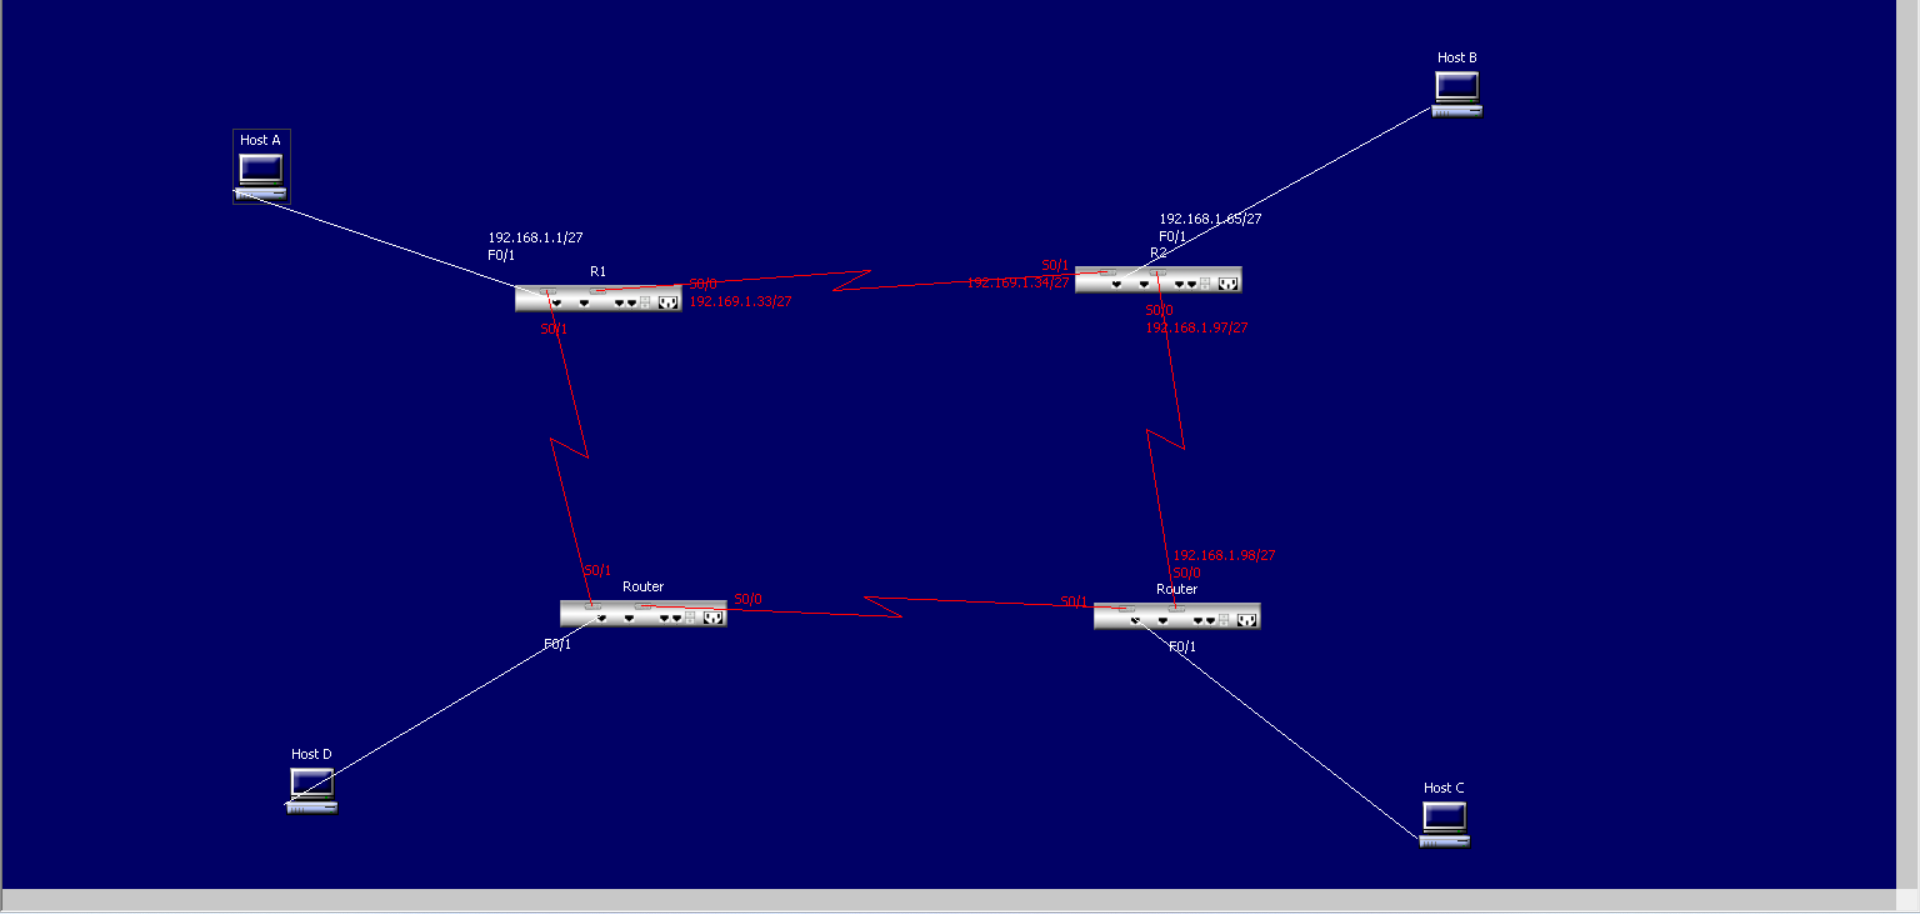 Host B
Host A
192.168.1.65/27
F0/1
R2
192.168.1.1/27
F0/1
R1
S0/0
192.169.1.33/27
S0/1
192.169.1.34/27
S0/1
S0/0
192.168.1.97/27
S0/1
Router
S0/0
192.168.1.98/27
S0/0
Router
S0/1
F0/1
F0/1
Host D
Host C